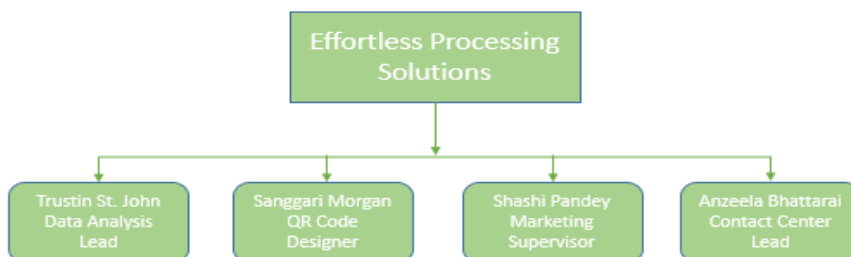 Effortless Processing
Solutions
Trustin St. John
Data Analysis
Lead
Sanggari Morgan
QR Code
Designer
Shashi Pandey
Marketing
Supervisor
Anzeela Bhattarai
Contact Center
Lead